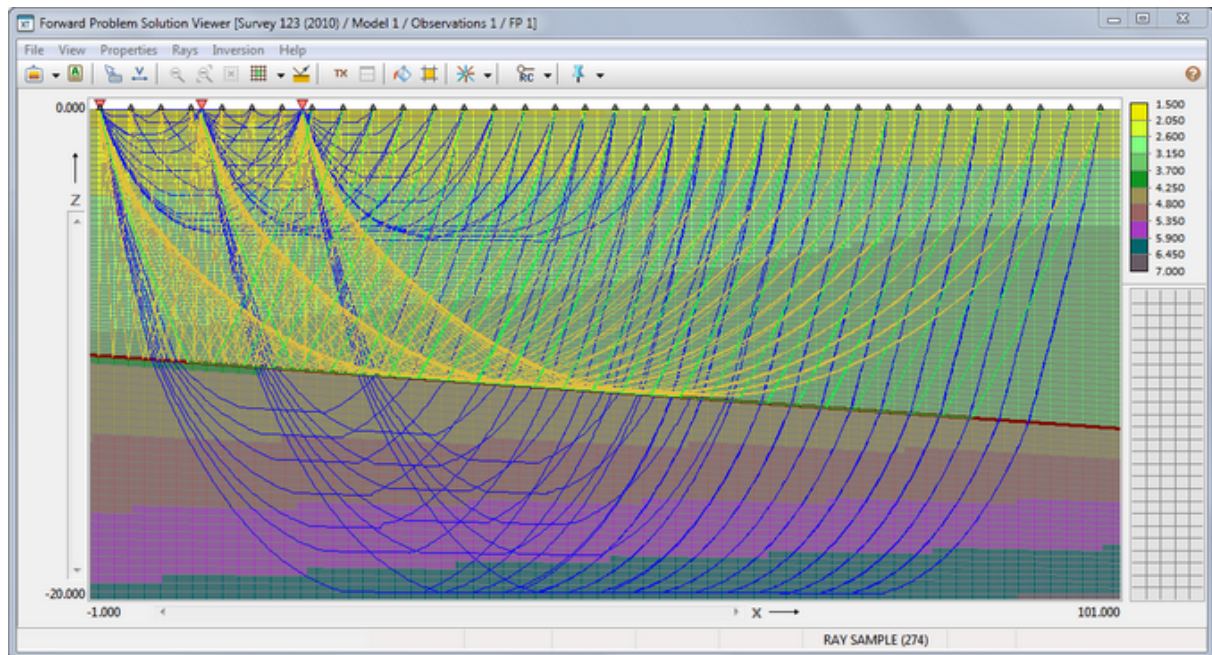 Forward Problem Solution Viewer [Survey 123 (2010) / Model 1 / Observations 1 / FP 1]
File View Properties Rays Inversion Help
A V TX RC ?
0.000
Z
-20.000
-1.000 X 101.000
1.500
2.050
2.600
3.150
3.700
4.250
4.800
5.350
5.900
6.450
7.000
RAY SAMPLE (274)